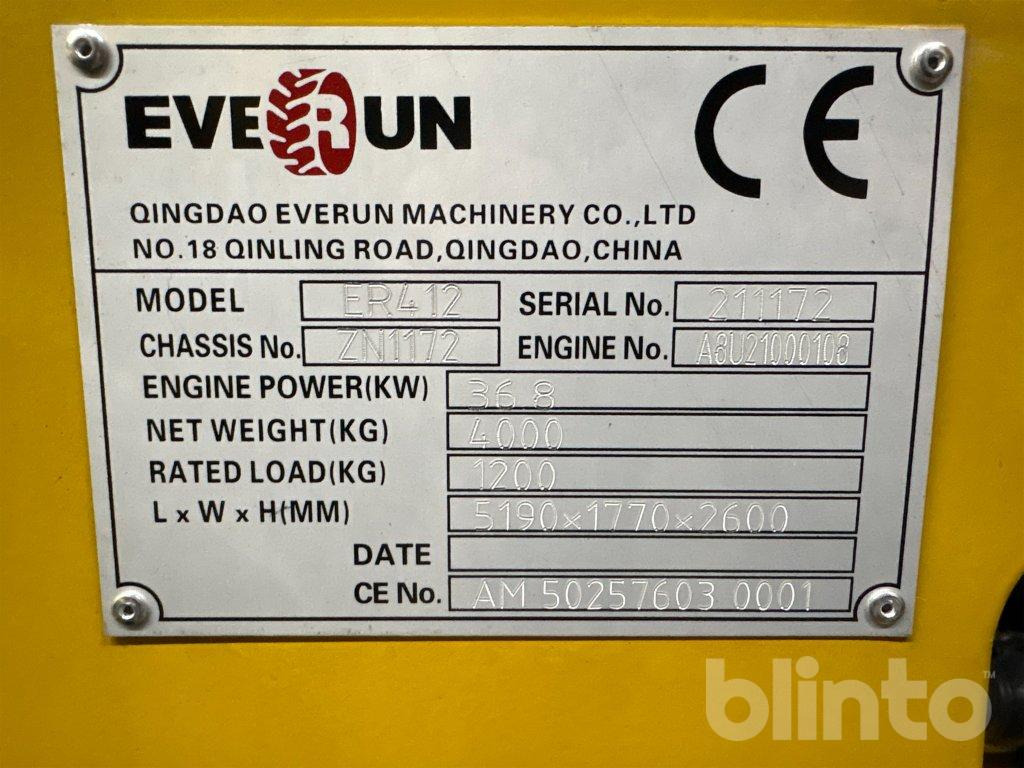 EVERUN CE
QINGDAO EVERUN MACHINERY CO.,LTD
NO.18 QINLING ROAD,QINGDAO,CHINA
MODEL ER412 SERIAL No. 211172
CHASSIS No. ZN1172 ENGINE No. A8U21000108
ENGINE POWER(KW) 36.8
NET WEIGHT(KG) 4000
RATED LOAD(KG) 1200
L x W x H(MM) 5190×1770×2600
DATE
CE No. AM 50257603 0001
blinto™